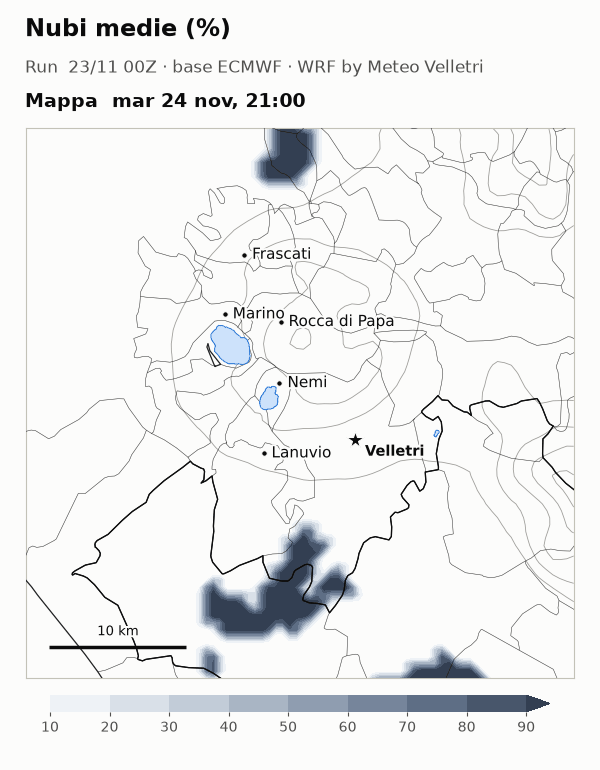 Nubi medie (%)
Run 23/11 00Z · base ECMWF · WRF by Meteo Velletri
Mappa mar 24 nov, 21:00
Frascati
Marino
Rocca di Papa
Nemi
Velletri
Lanuvio
10 km
10 20 30 40 50 60 70 80 90